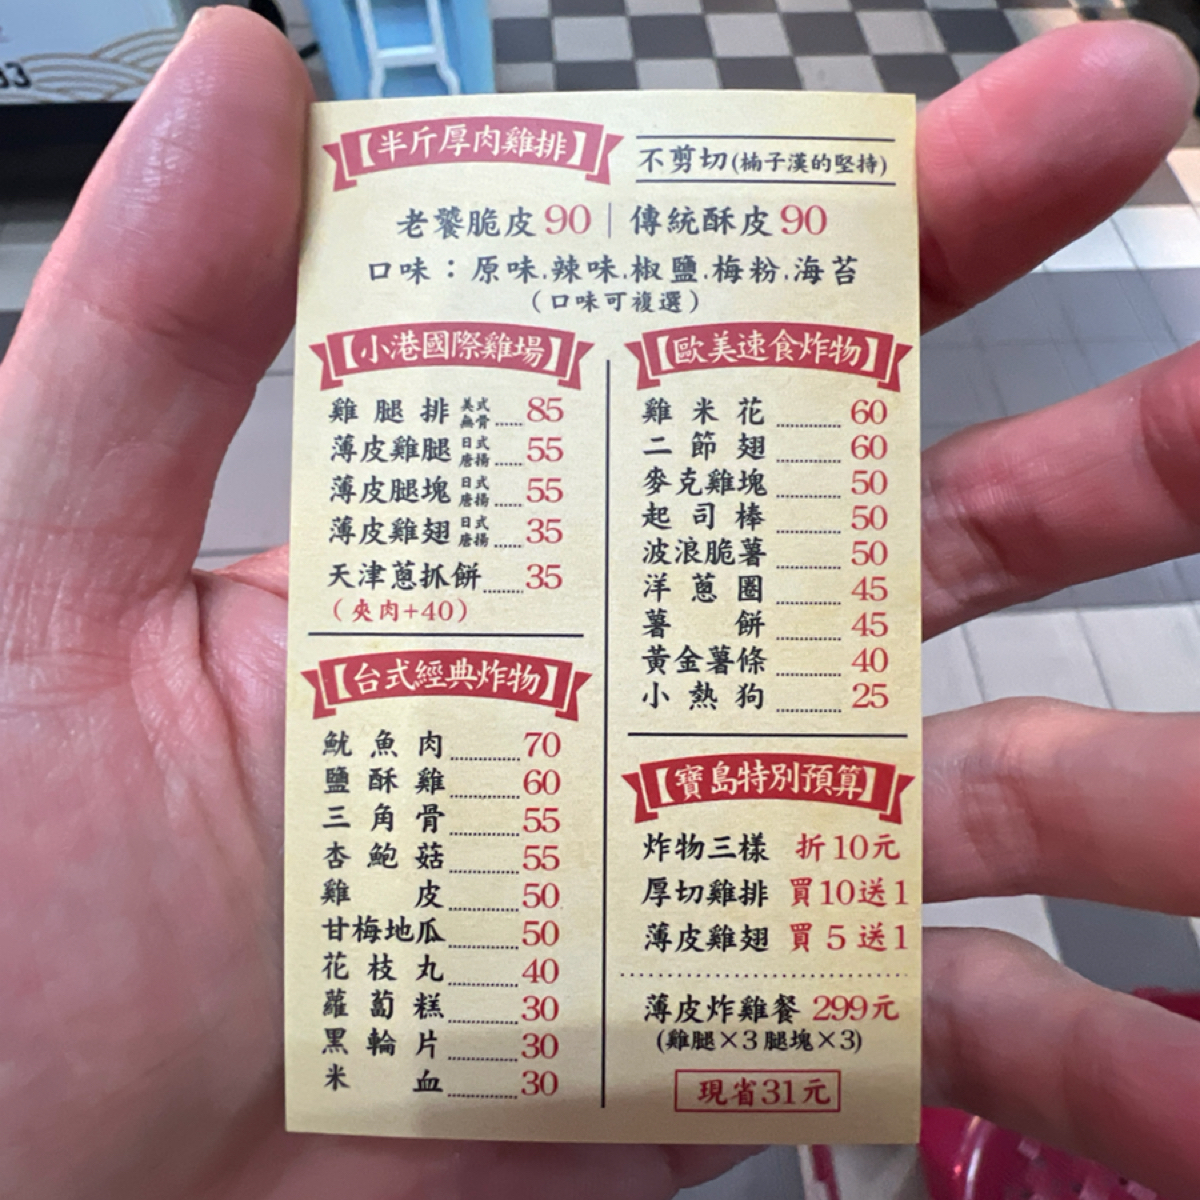 【半斤厚肉雞排】
不剪切(楠子漢的堅持)
老饕脆皮90｜傳統酥皮90
口味：原味.辣味.椒鹽.梅粉.海苔
（口味可複選）
【小港國際雞場】
雞腿排 美式無骨......85
薄皮雞腿 日式唐揚......55
薄皮腿塊 日式唐揚......55
薄皮雞翅 日式唐揚......35
天津蔥抓餅......35
（夾肉+40）
【台式經典炸物】
魷魚肉......70
鹽酥雞......60
三角骨......55
杏鮑菇......55
雞皮......50
甘梅地瓜......50
花枝丸......40
蘿蔔糕......30
黑輪片......30
米血......30
【歐美速食炸物】
雞米花......60
二節翅......60
麥克雞塊......50
起司棒......50
波浪脆薯......50
洋蔥圈......45
薯餅......45
黃金薯條......40
小熱狗......25
【寶島特別預算】
炸物三樣 折10元
厚切雞排 買10送1
薄皮雞翅 買5送1
薄皮炸雞餐 299元
(雞腿×3 腿塊×3)
現省31元